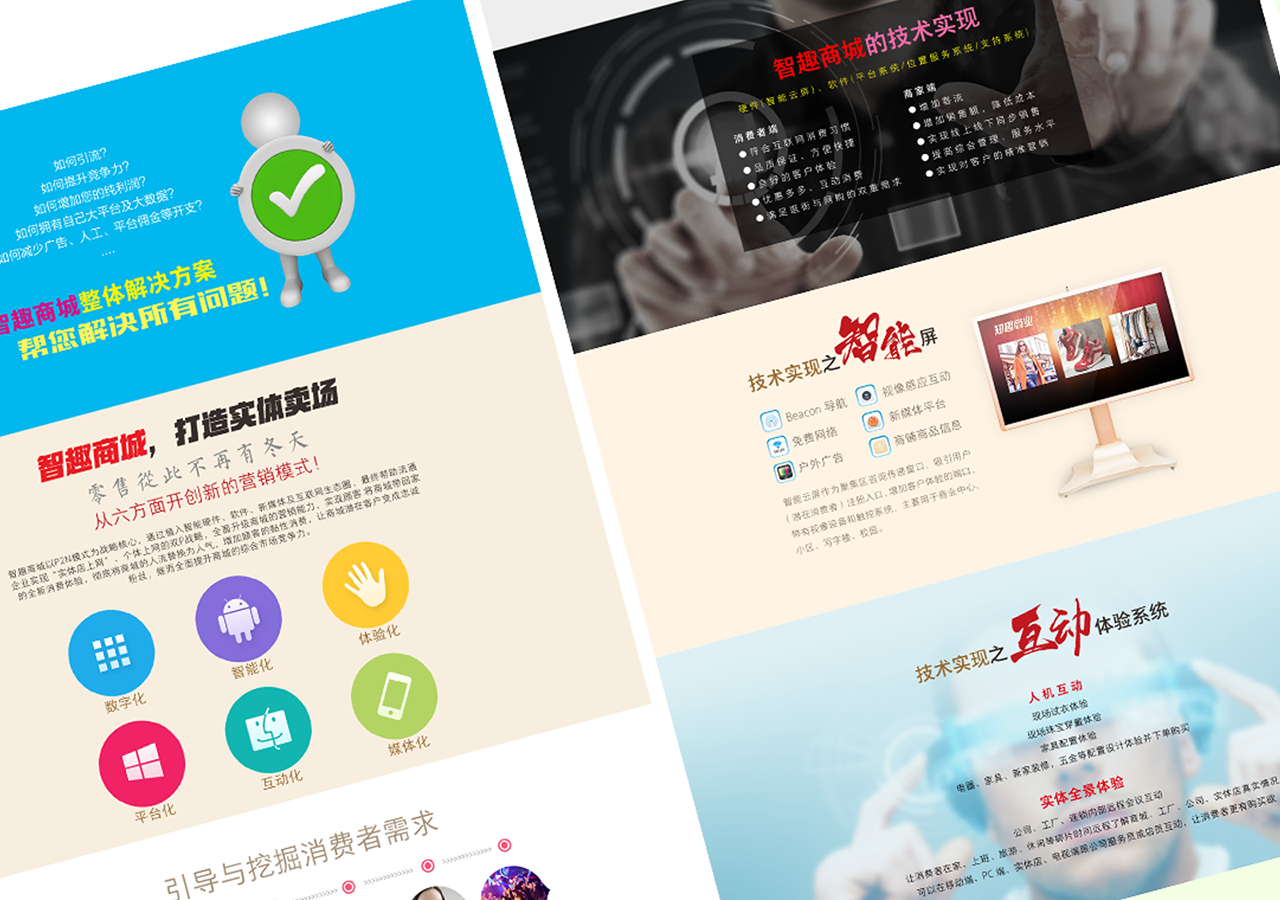 如何引流？
如何提升竞争力？
如何增加您的纯利润？
如何拥有自己大平台及大数据？
如何减少广告、人工、平台佣金等开支？
....
智趣商城整体解决方案
帮您解决所有问题！
智趣商城，打造实体卖场
零售從此不再有冬天
从六方面开创新的营销模式！
智趣商城以P2N模式为战略核心，通过植入智能硬件、软件、新媒体及互联网生态圈，最终帮助流通
企业实现“实体店上网”、个体上网的双P战略，全面升级商城的营销能力，实现顾客将商城带回家
的全新消费体验，彻底将商城的人流替换为人气，增加顾客的黏性消费，让商城潜在客户变成忠诚
粉丝，继而全面提升商城的综合市场竞争力。
数字化
智能化
体验化
平台化
互动化
媒体化
引导与挖掘消费者需求
智趣商城的技术实现
硬件(智能云屏)、软件(平台系统/位置服务系统/支持系统)
消费者端
符合互联网消费习惯
品质保证、方便快捷
良好的客户体验
优惠多多、互动消费
满足逛街与网购的双重需求
商家端
增加客流
增加销售额，降低成本
实现线上线下同步销售
提高综合管理、服务水平
实现对客户的精准营销
技术实现之智能屏
Beacon 导航
视像感应互动
免费网络
新媒体平台
户外广告
商铺商品信息
智能云屏作为聚集区咨询传递窗口，吸引用户
（潜在消费者）注册入口，增加客户体验的端口，
特有视像设备和触控系统，主要用于商业中心、
小区、写字楼、校园。
智趣商业
技术实现之互动体验系统
人机互动
现场试衣体验
现场珠宝穿戴体验
家具配置体验
电器、家具、新家装修，五金等配置设计体验并下单购买
实体全景体验
公司、工厂、连锁内部远程会议互动
让消费者在家、上班、旅游、休闲等碎片时间远程了解商城、工厂、公司、实体店真实情况
可以在移动端、PC 端、实体店、电视端跟公司服务员或店员互动，让消费者更有购买欲